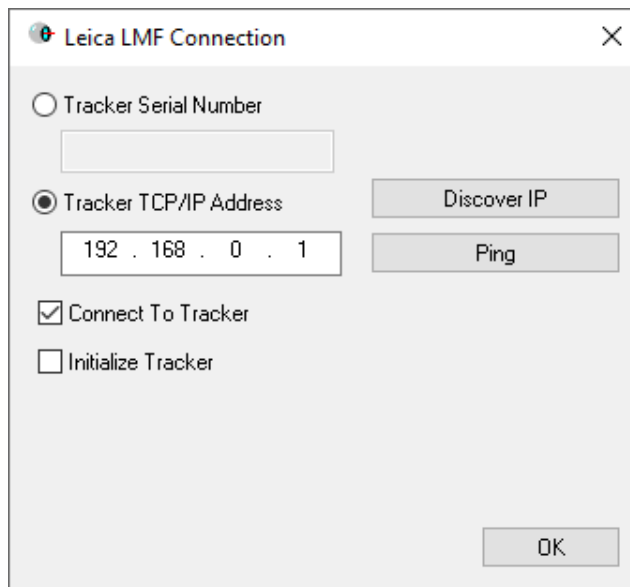 Leica LMF Connection
Tracker Serial Number
Tracker TCP/IP Address
Discover IP
192 . 168 . 0 . 1
Ping
Connect To Tracker
Initialize Tracker
OK